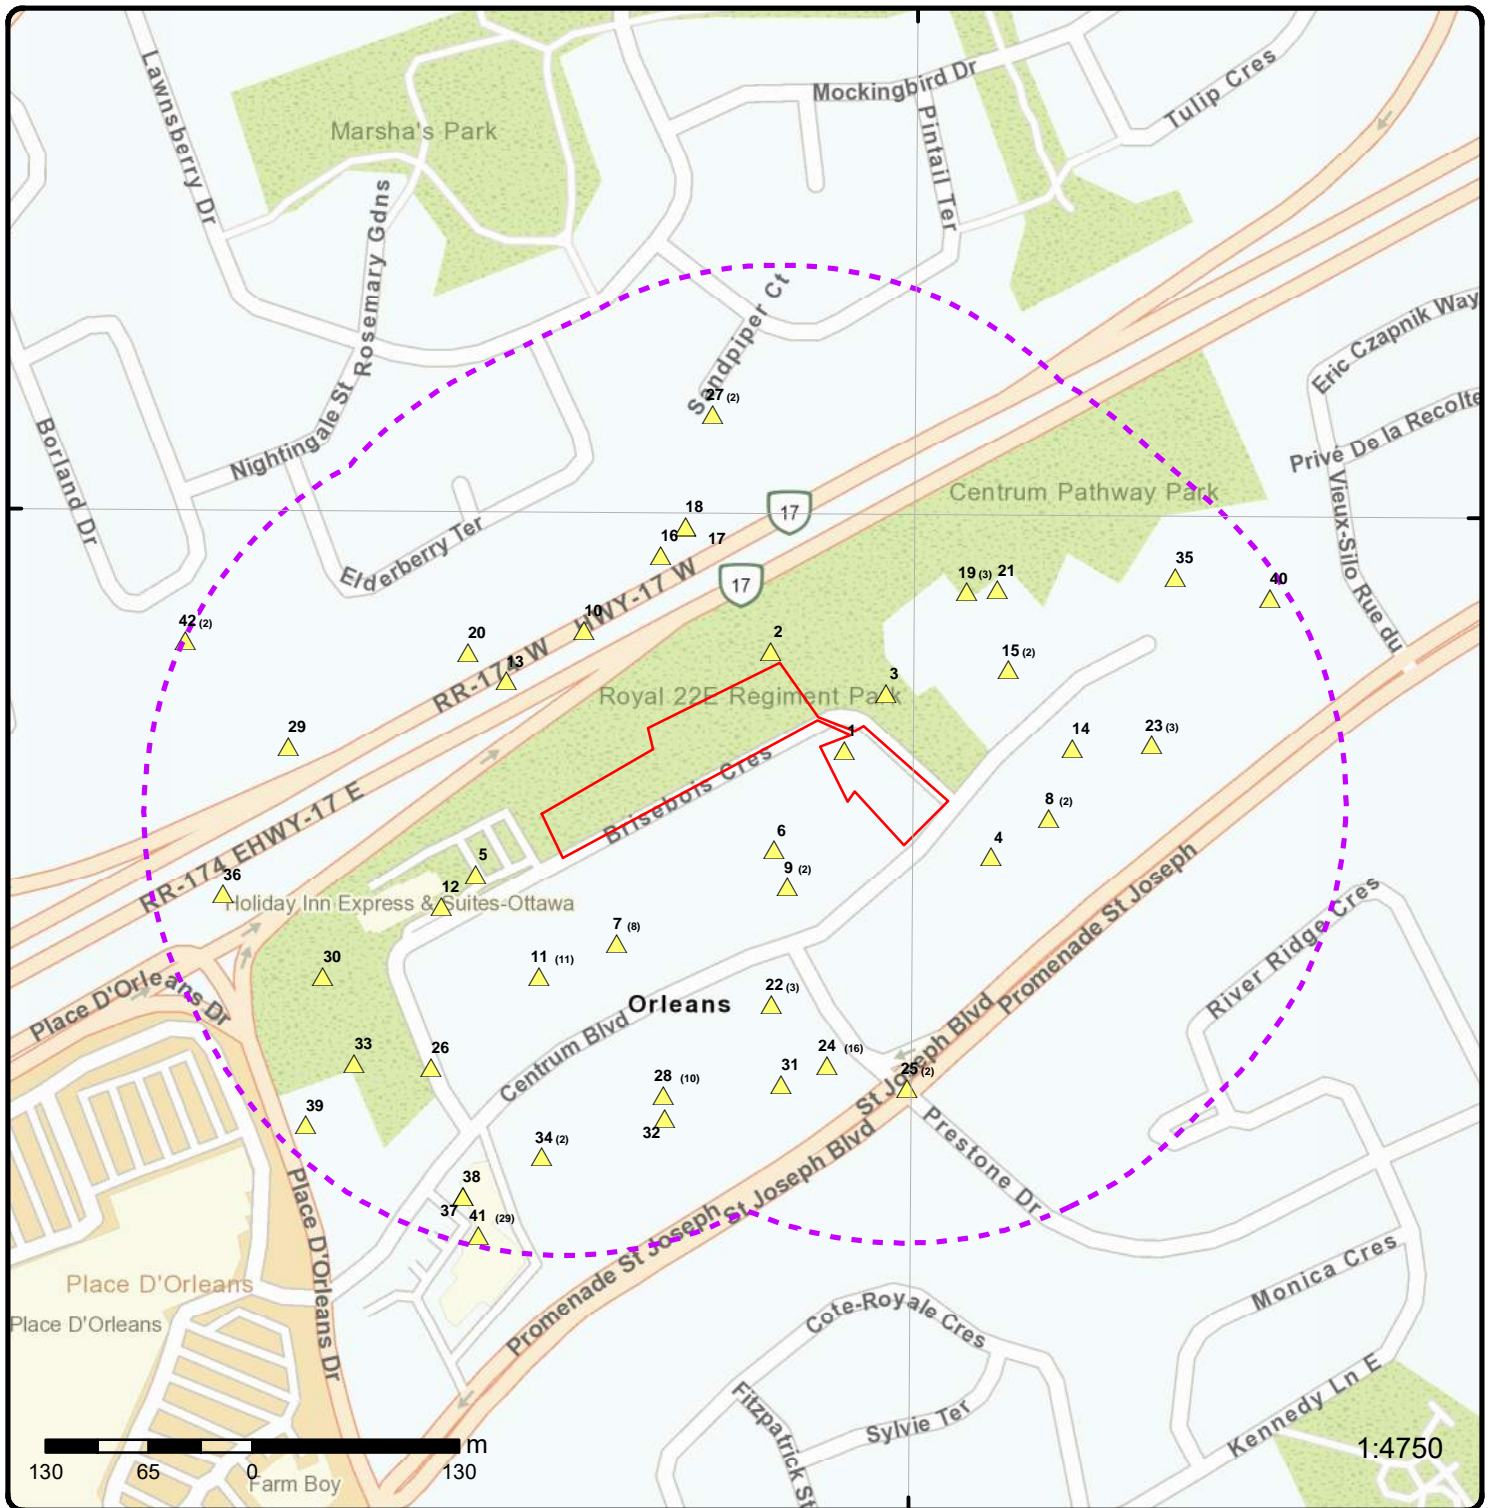 Lawnsberry Dr
Marsha's Park
Mockingbird Dr
Tulip Cres
Pintail Ter
Rosemary Gdns
Sandpiper Ct
Eric Czapnik Way
27 (2)
Nightingale St
Borland Dr
Privé De la Recolte
Vieux-Silo Rue du
Centrum Pathway Park
18
17
16
17
17
Elderberry Ter
35
19 (3)
21
40
42 (2)
10
HWY-17 W
20
2
15 (2)
13
RR-174 W
3
Royal 22E Regiment Park
29
1
14
23 (3)
Brisebois Cres
RR-174 EHWY-17 E
8 (2)
6
4
5
9 (2)
36
12
Holiday Inn Express & Suites-Ottawa
Promenade St Joseph
River Ridge Cres
7 (8)
30
11 (11)
22 (3)
Orleans
Place D'Orleans Dr
St Joseph Blvd
Centrum Blvd
33
26
24 (16)
31
25 (2)
28 (10)
39
32
34 (2)
St Joseph Blvd
Prestone Dr
38
37
41 (29)
Place D'Orleans Dr
Promenade St Joseph
Monica Cres
Place D'Orleans
Place D'Orleans
Cote-Royale Cres
Fitzpatrick St
Sylvie Ter
Kennedy Ln E
m
130 65 0 130
1:4750
Farm Boy